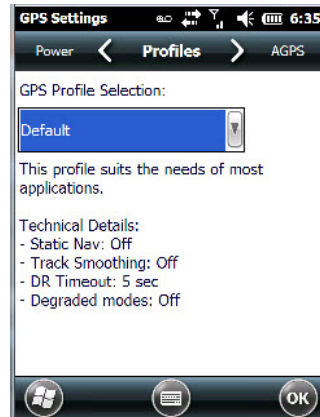 GPS Settings 6:35
Power Profiles AGPS
GPS Profile Selection:
Default
This profile suits the needs of most
applications.
Technical Details:
- Static Nav: Off
- Track Smoothing: Off
- DR Timeout: 5 sec
- Degraded modes: Off
OK